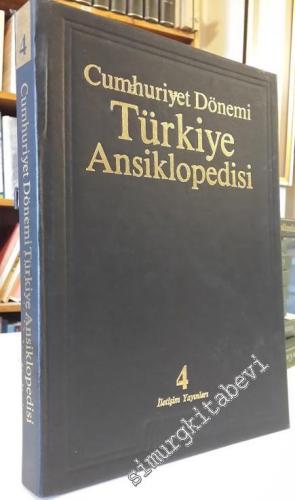 4
Cumhuriyet Dönemi Türkiye Ansiklopedisi
Cumhuriyet Dönemi
Türkiye
Ansiklopedisi
4
İletişim Yayınları
simurgkitabevi